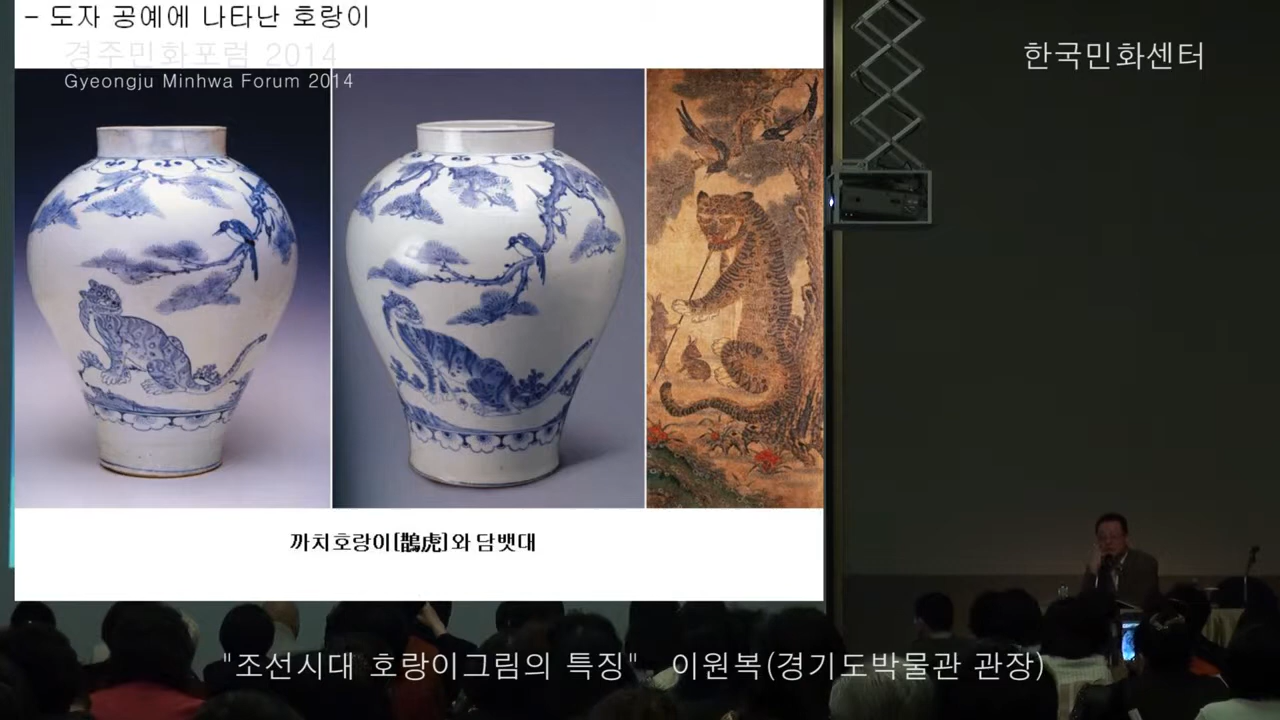 - 도자 공예에 나타난 호랑이
경주민화포럼 2014
Gyeongju Minhwa Forum 2014
한국민화센터
까치호랑이[鵲虎]와 담뱃대
"조선시대 호랑이그림의 특징", 이원복(경기도박물관 관장)